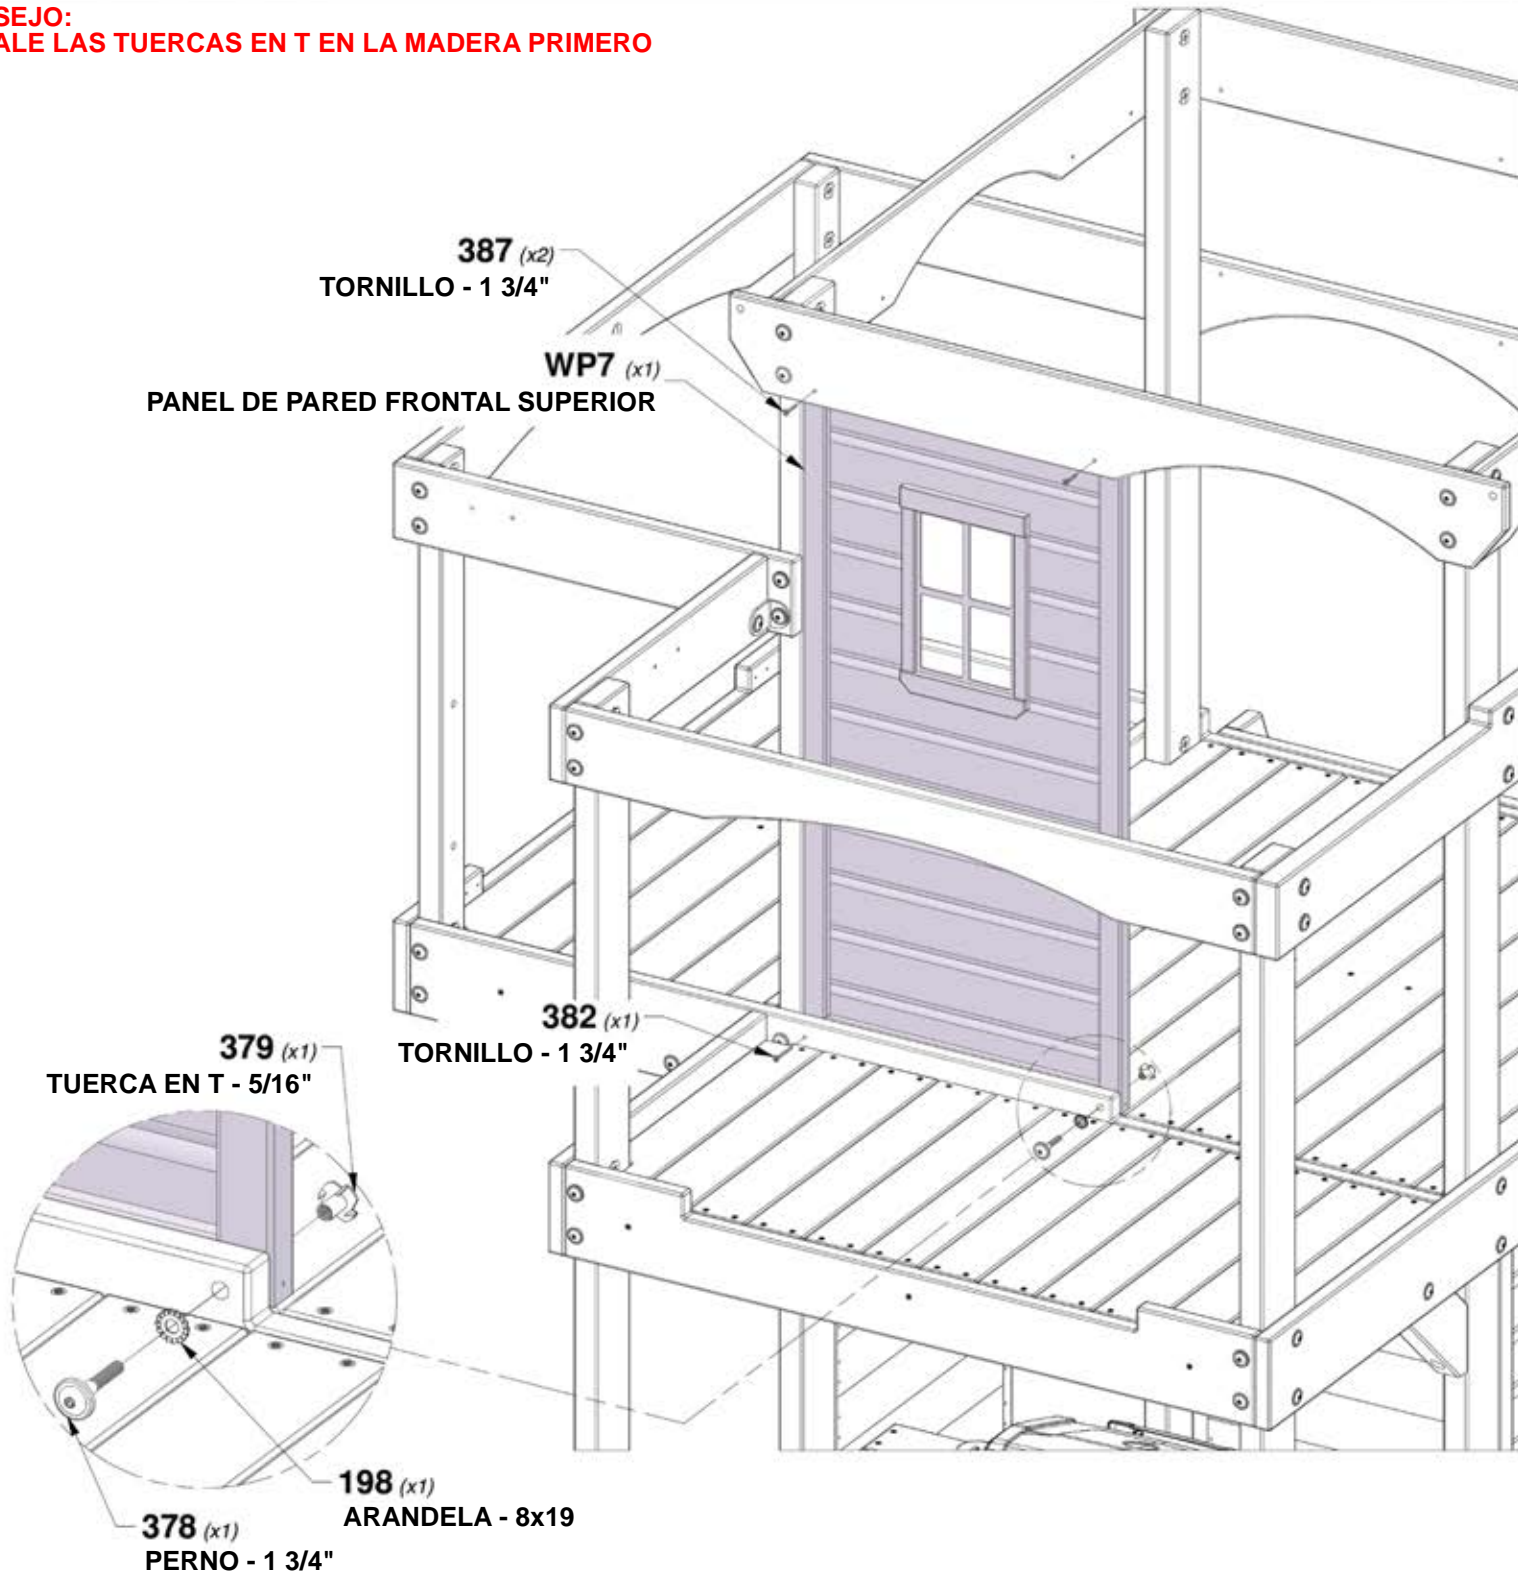 SEJO:
ALE LAS TUERCAS EN T EN LA MADERA PRIMERO
387 (x2)
TORNILLO - 1 3/4"
WP7 (x1)
PANEL DE PARED FRONTAL SUPERIOR
382 (x1)
TORNILLO - 1 3/4"
379 (x1)
TUERCA EN T - 5/16"
198 (x1)
ARANDELA - 8x19
378 (x1)
PERNO - 1 3/4"